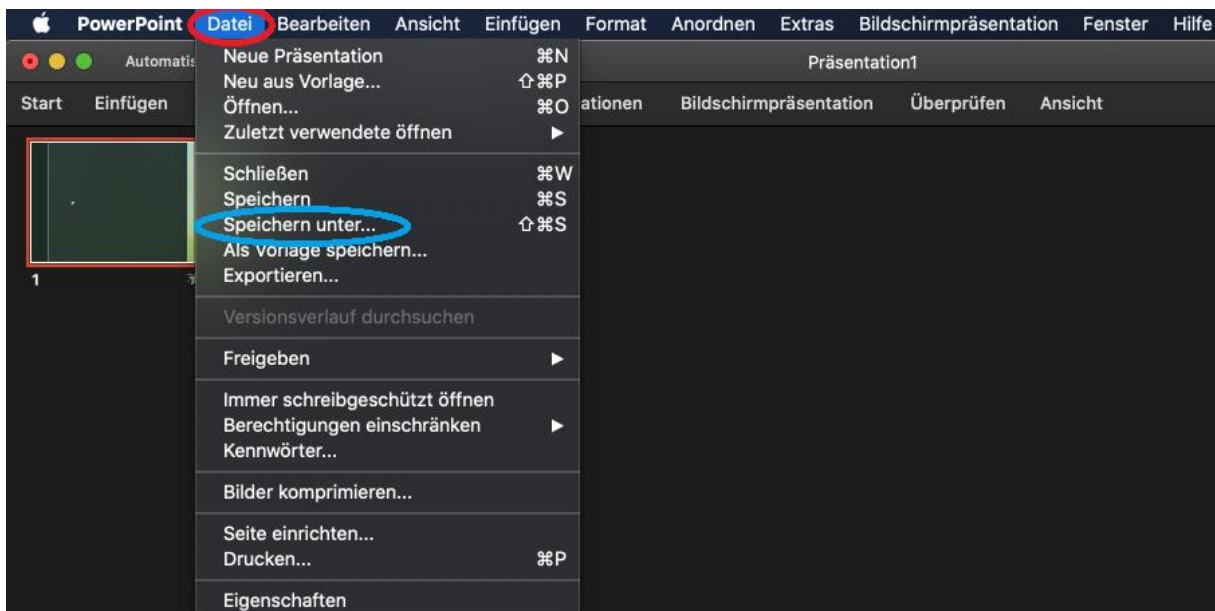 PowerPoint Datei Bearbeiten Ansicht Einfügen Format Anordnen Extras Bildschirmpräsentation Fenster Hilfe
Automatis Präsentation1
Start Einfügen ationen Bildschirmpräsentation Überprüfen Ansicht
Neue Präsentation ⌘N
Neu aus Vorlage... ⇧⌘P
Öffnen... ⌘O
Zuletzt verwendete öffnen ▶
Schließen ⌘W
Speichern ⌘S
Speichern unter... ⇧⌘S
Als Vorlage speichern...
Exportieren...
1
Versionsverlauf durchsuchen
Freigeben ▶
Immer schreibgeschützt öffnen
Berechtigungen einschränken ▶
Kennwörter...
Bilder komprimieren...
Seite einrichten...
Drucken... ⌘P
Eigenschaften